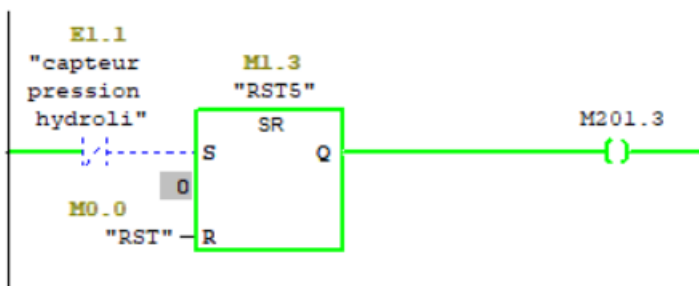 E1.1
"capteur
pression
hydroli"
M1.3
"RST5"
SR
M201.3
S
Q
0
M0.0
"RST"
R